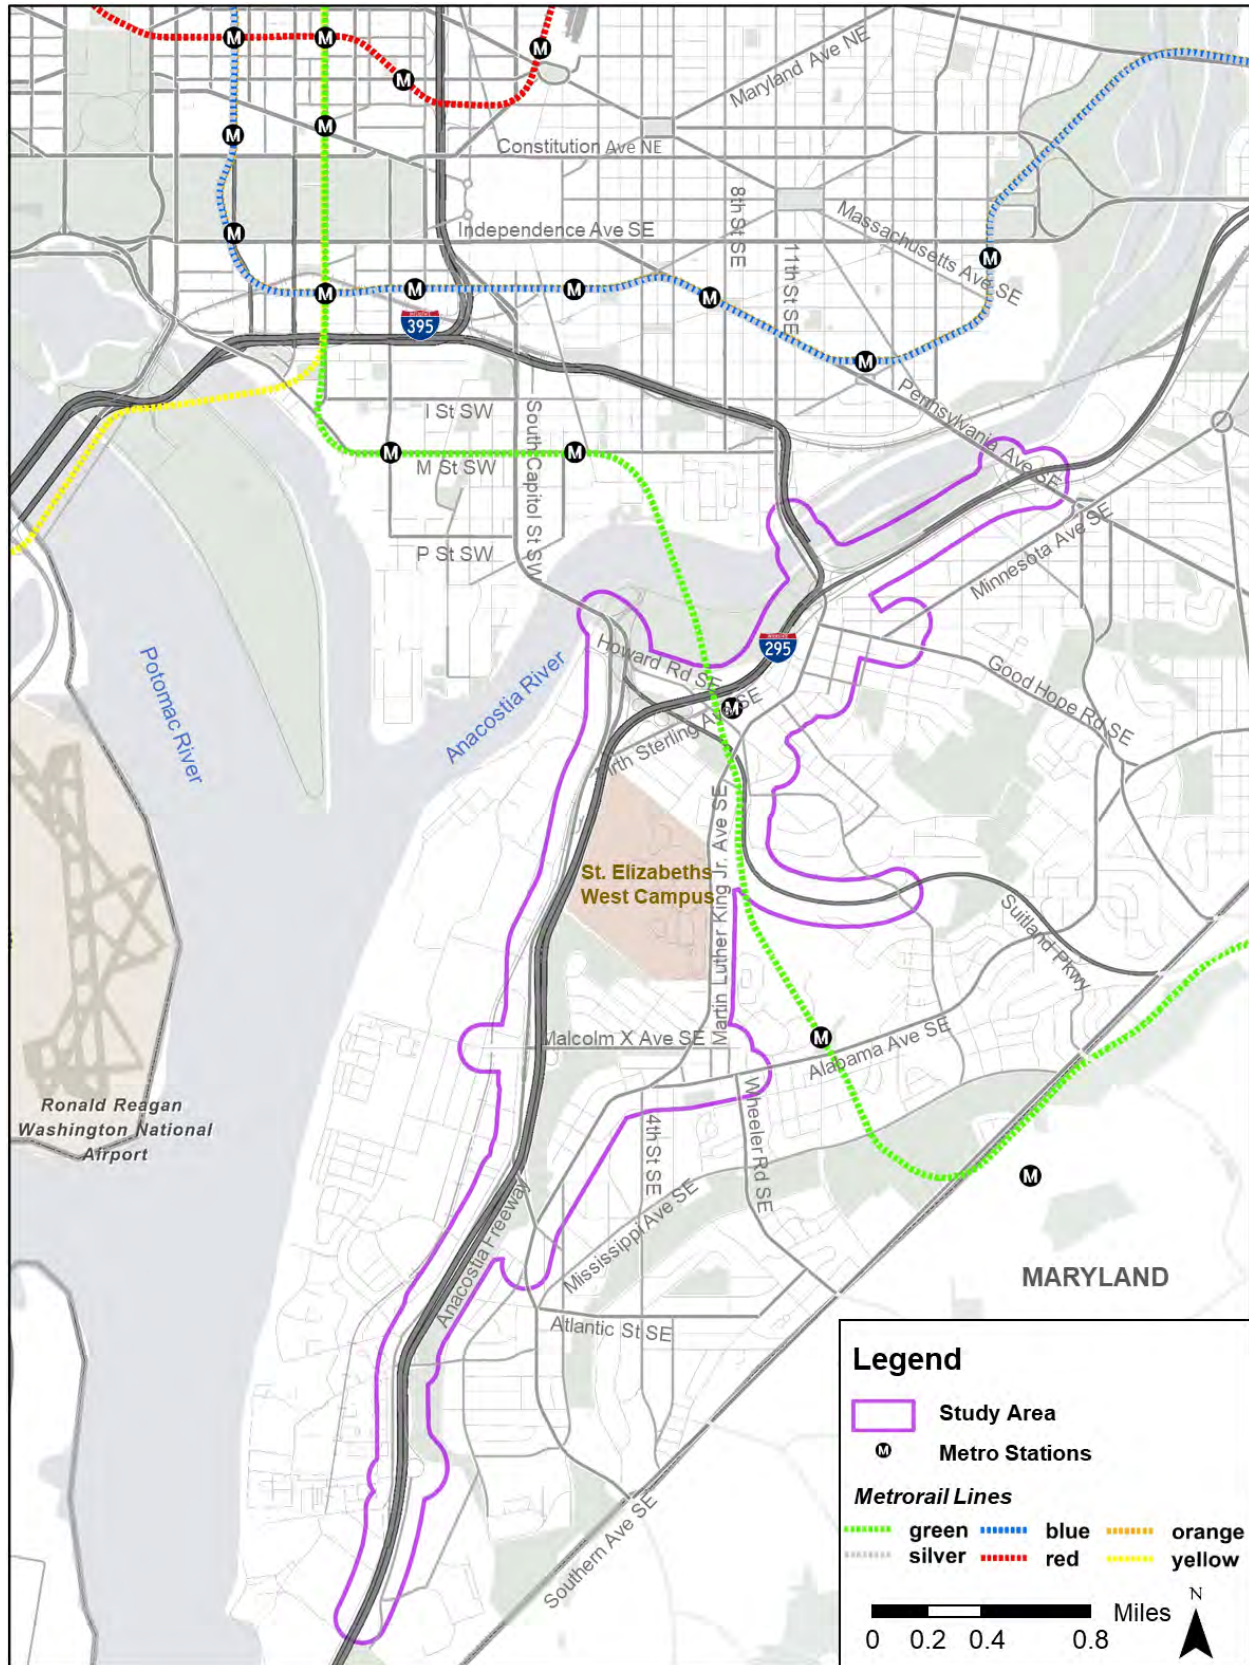 M
M
M
M
Maryland Ave NE
M
M
Constitution Ave NE
8th St SE
Massachusetts Ave SE
Independence Ave SE
M
11th St SE
M
M
M
M
M
M
395
M
Pennsylvania Ave SE
I St SW
South Capitol St SW
M
M
M St SW
P St SW
Minnesota Ave SE
295
Howard Rd SE
Potomac River
Anacostia River
Good Hope Rd SE
M
Firth Sterling Ave SE
Martin Luther King Jr. Ave SE
St. Elizabeths
West Campus
Suitland Pkwy
Malcolm X Ave SE
M
Alabama Ave SE
Ronald Reagan
Washington National
Airport
Wheeler Rd SE
4th St SE
M
Mississippi Ave SE
Anacostia Freeway
MARYLAND
Atlantic St SE
Southern Ave SE
Legend
Study Area
M Metro Stations
Metrorail Lines
green blue orange
silver red yellow
N
Miles
0 0.2 0.4 0.8